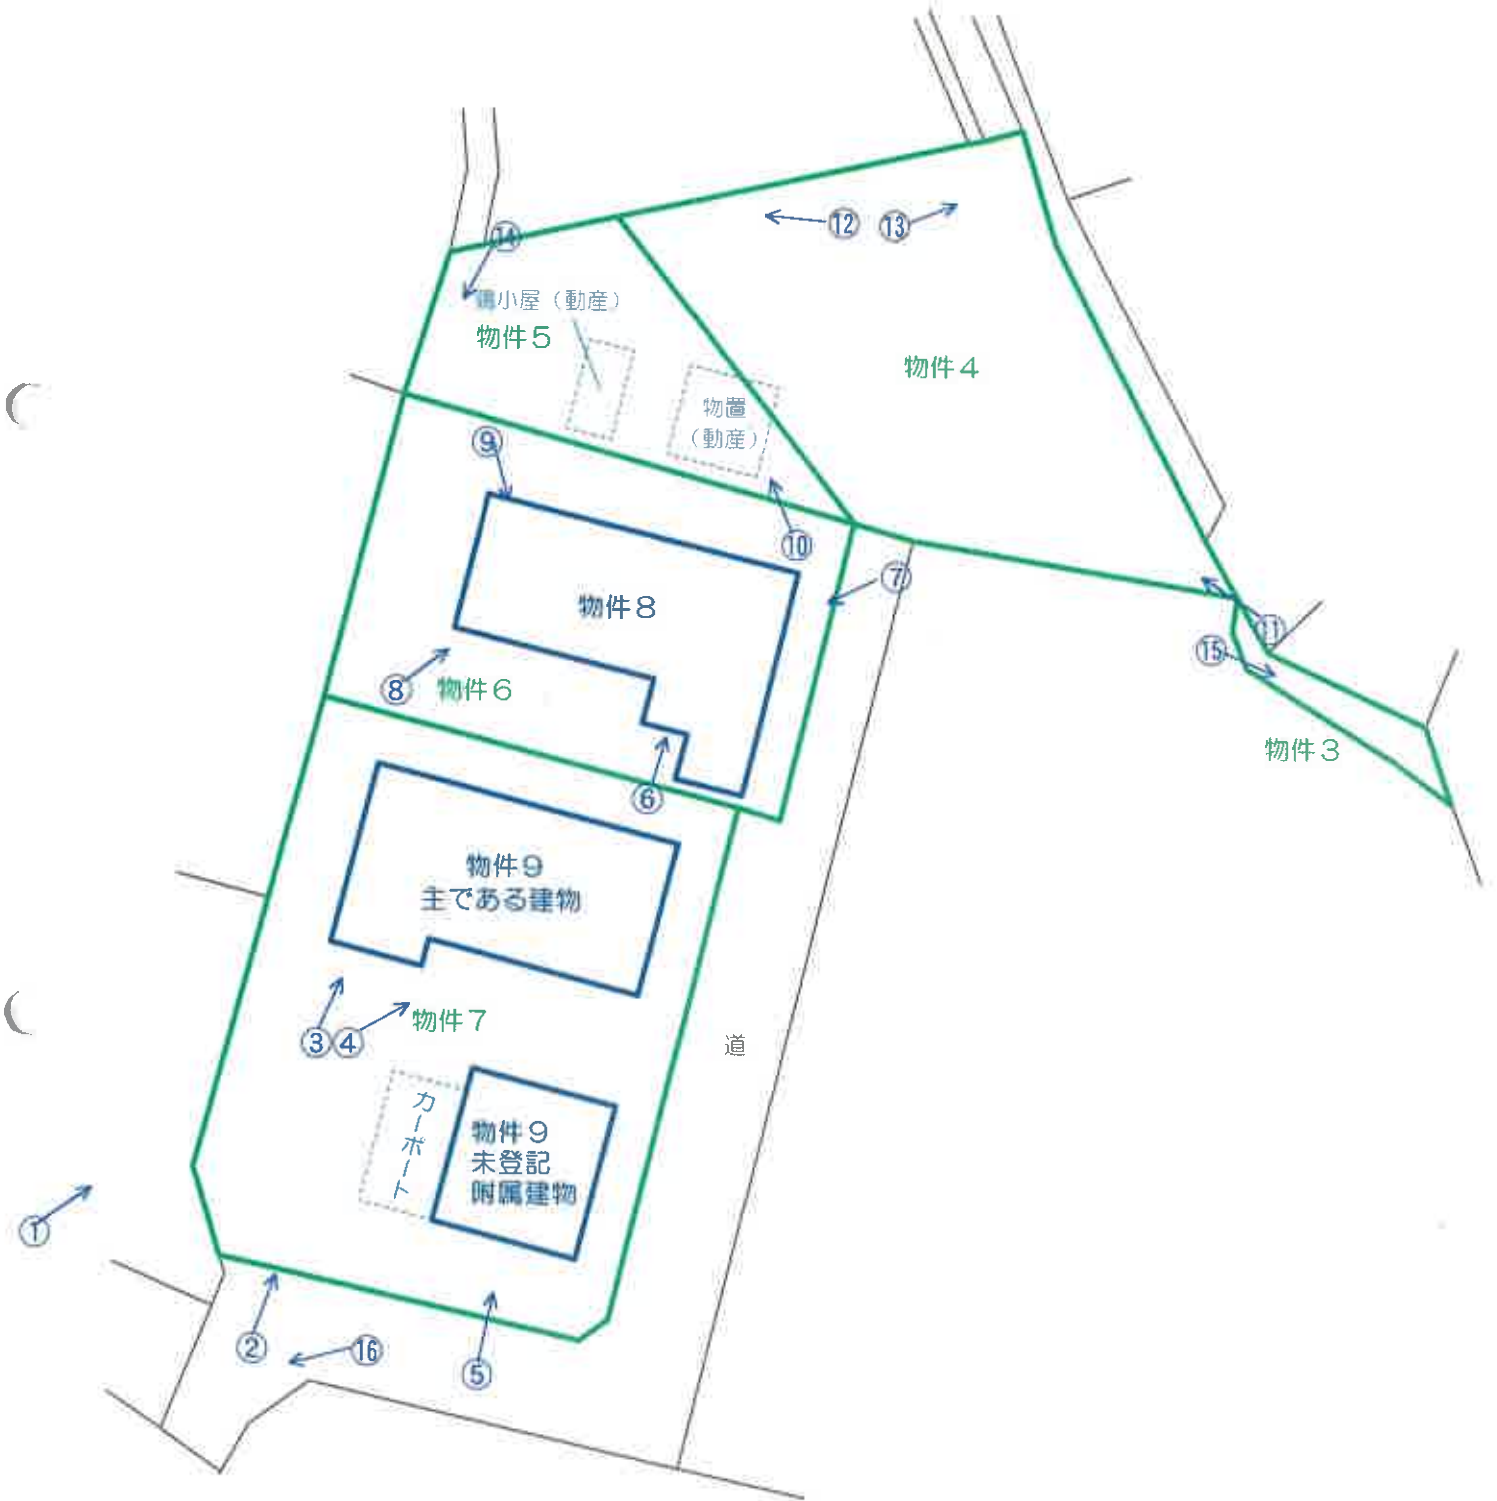 ⑫ ⑬
⑭
小屋（動産）
物件５
物件４
物置
（動産）
⑨
⑩
⑦
物件８
⑪
⑮
⑧
物件６
物件３
⑥
物件９
主である建物
③④
物件７
道
カーポート
物件９
未登記
附属建物
①
②
⑯
⑤